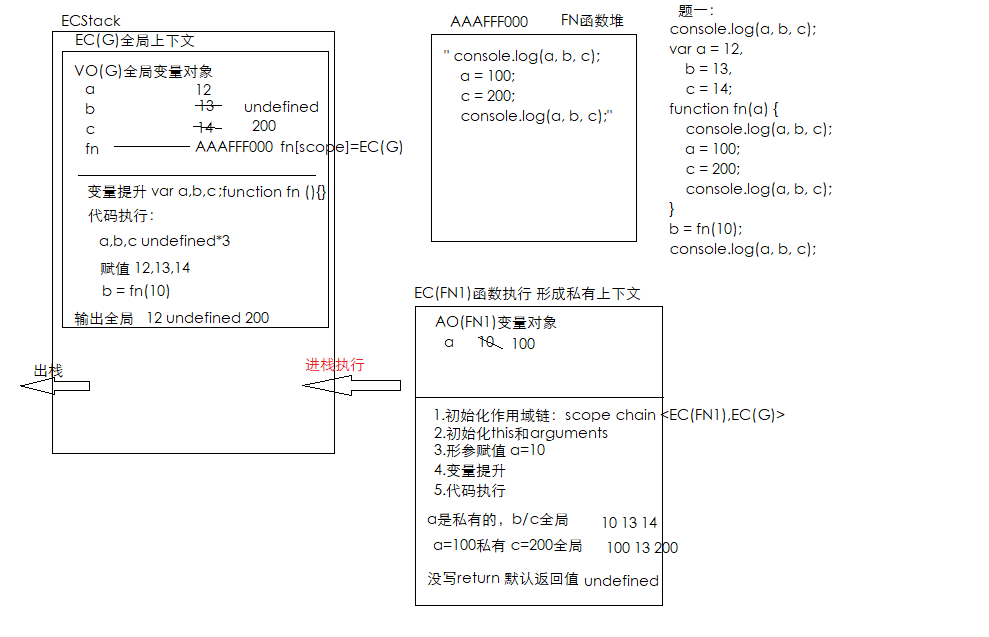 ECStack
EC(G)全局上下文
VO(G)全局变量对象
a 12
b 13 undefined
c 14 200
fn AAAFFF000 fn[scope]=EC(G)
变量提升 var a,b,c ;function fn (){}
代码执行：
a,b,c undefined*3
赋值 12,13,14
b = fn(10)
输出全局 12 undefined 200
出栈
进栈执行
AAAFFF000 FN函数堆
" console.log(a, b, c);
a = 100;
c = 200;
console.log(a, b, c);"
题一：
console.log(a, b, c);
var a = 12,
b = 13,
c = 14;
function fn(a) {
console.log(a, b, c);
a = 100;
c = 200;
console.log(a, b, c);
}
b = fn(10);
console.log(a, b, c);
EC(FN1)函数执行 形成私有上下文
AO(FN1)变量对象
a 10 100
1.初始化作用域链：scope chain <EC(FN1),EC(G)>
2.初始化this和arguments
3.形参赋值 a=10
4.变量提升
5.代码执行
a是私有的，b/c全局 10 13 14
a=100私有 c=200全局 100 13 200
没写return 默认返回值 undefined